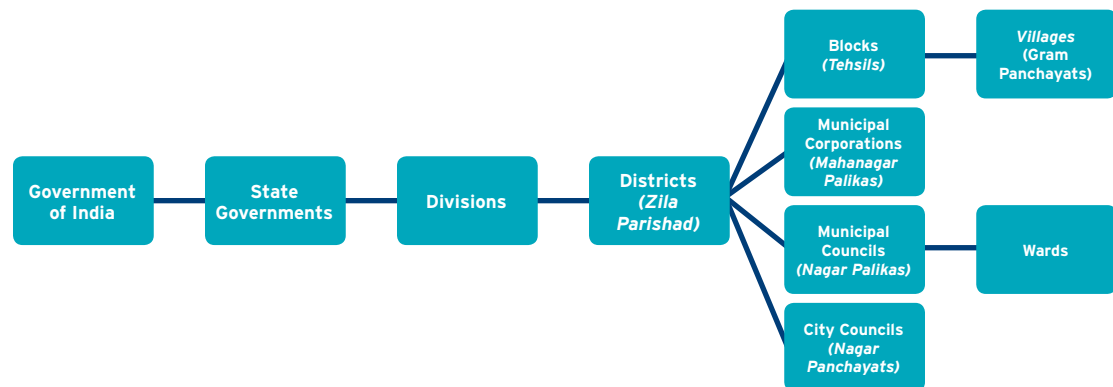 Government
of India
State
Governments
Divisions
Districts
(Zila
Parishad)
Blocks
(Tehsils)
Villages
(Gram
Panchayats)
Municipal
Corporations
(Mahanagar
Palikas)
Municipal
Councils
(Nagar Palikas)
Wards
City Councils
(Nagar
Panchayats)